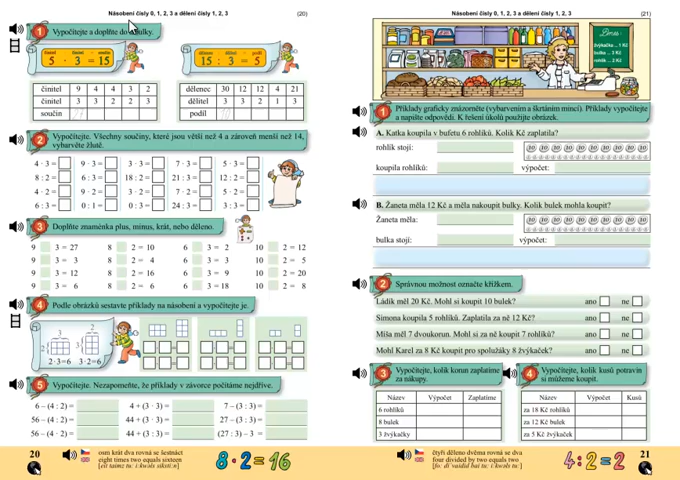 Násobení čísly 0, 1, 2, 3 a dělení čísly 1, 2, 3
(20)
1 Vypočítejte a doplňte do tabulky.
činitel činitel součin
5 · 3 = 15
dělenec dělitel podíl
15 : 3 = 5
činitel 9 4 4 3 2
činitel 3 3 2 2 3
součin
dělenec 30 12 12 4 21
dělitel 3 3 2 1 3
podíl
2 Vypočítejte. Všechny součiny, které jsou větší než 4 a zároveň menší než 14,
vybarvěte žlutě.
4 · 3 = 9 · 3 = 3 · 3 = 7 · 3 = 5 · 3 =
8 : 2 = 6 : 3 = 18 : 2 = 21 : 3 = 12 : 2 =
4 · 2 = 9 · 2 = 3 · 2 = 7 · 2 = 5 · 2 =
6 : 3 = 0 : 1 = 0 : 3 = 24 : 3 = 3 : 3 =
3 Doplňte znaménka plus, mínus, krát, nebo děleno.
9 3 = 27 8 2 = 10 6 3 = 2 10 2 = 12
9 3 = 3 8 2 = 4 6 3 = 3 10 2 = 5
9 3 = 12 8 2 = 16 6 3 = 9 10 2 = 20
9 3 = 6 8 2 = 6 6 3 = 18 10 2 = 8
4 Podle obrázků sestavte příklady na násobení a vypočítejte je.
3 2
2 3
2·3=6 3·2=6
5 Vypočítejte. Nezapomeňte, že příklady v závorce počítáme nejdříve.
6 – (4 : 2) = 4 + (3 · 3) = 7 – (3 : 3) =
56 – (4 : 2) = 44 + (3 : 3) = 27 – (3 : 3) =
56 – (4 · 2) = 44 + (3 · 3) = (27 : 3) – 3 =
20
osm krát dva rovná se šestnáct
eight times two equals sixteen
8 · 2 = 16
Násobení čísly 0, 1, 2, 3 a dělení čísly 1, 2, 3
(21)
žvýkačka ... 1 Kč
bulka ... 3 Kč
rohlík ... 2 Kč
1 Příklady graficky znázorněte (vybarvením a škrtáním mincí). Příklady vypočítejte
a napište odpovědi. K řešení úkolů použijte obrázek.
A. Katka koupila v bufetu 6 rohlíků. Kolik Kč zaplatila?
rohlík stojí:
koupila rohlíků: výpočet:
B. Žaneta měla 12 Kč a měla nakoupit bulky. Kolik bulek mohla koupit?
Žaneta měla:
bulka stojí: výpočet:
2 Správnou možnost označte křížkem.
Ládík měl 20 Kč. Mohl si koupit 10 bulek? ano ne
Simona koupila 5 rohlíků. Zaplatila za ně 12 Kč? ano ne
Míša měl 7 dvoukorun. Mohl si za ně koupit 7 rohlíků? ano ne
Mohl Karel za 8 Kč koupit pro spolužáky 8 žvýkaček? ano ne
3 Vypočítejte, kolik korun zaplatíme
za nákupy.
Název Výpočet Zaplatíme
6 rohlíků
8 bulek
3 žvýkačky
4 Vypočítejte, kolik kusů potravin
si můžeme koupit.
Název Výpočet Kusů
za 18 Kč rohlíků
za 12 Kč bulek
za 5 Kč žvýkaček
čtyři děleno dvěma rovná se dva
four divided by two equals two
4 : 2 = 2
21